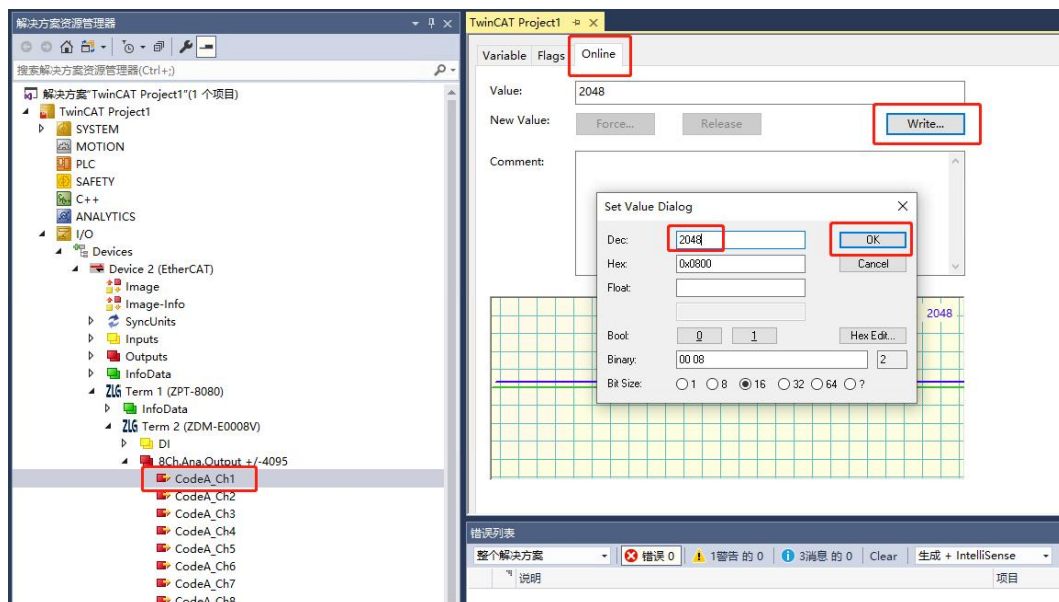 解决方案资源管理器
搜索解决方案资源管理器(Ctrl+;)
解决方案"TwinCAT Project1"(1 个项目)
TwinCAT Project1
SYSTEM
MOTION
PLC
SAFETY
C++
ANALYTICS
I/O
Devices
Device 2 (EtherCAT)
Image
Image-Info
SyncUnits
Inputs
Outputs
InfoData
ZLG Term 1 (ZPT-8080)
InfoData
ZLG Term 2 (ZDM-E0008V)
DI
8Ch.Ana.Output +/-4095
CodeA_Ch1
CodeA_Ch2
CodeA_Ch3
CodeA_Ch4
CodeA_Ch5
CodeA_Ch6
CodeA_Ch7
CodeA_Ch8
TwinCAT Project1
Variable Flags Online
Value: 2048
New Value: Force... Release Write...
Comment:
Set Value Dialog
Dec: 2048 OK
Hex: 0x0800 Cancel
Float:
Bool: 0 1 Hex Edit...
Binary: 00 08 2
Bit Size: 1 8 16 32 64 ?
2048
错误列表
整个解决方案 错误 0 1警告 的 0 3消息 的 0 Clear 生成 + IntelliSense
说明 项目